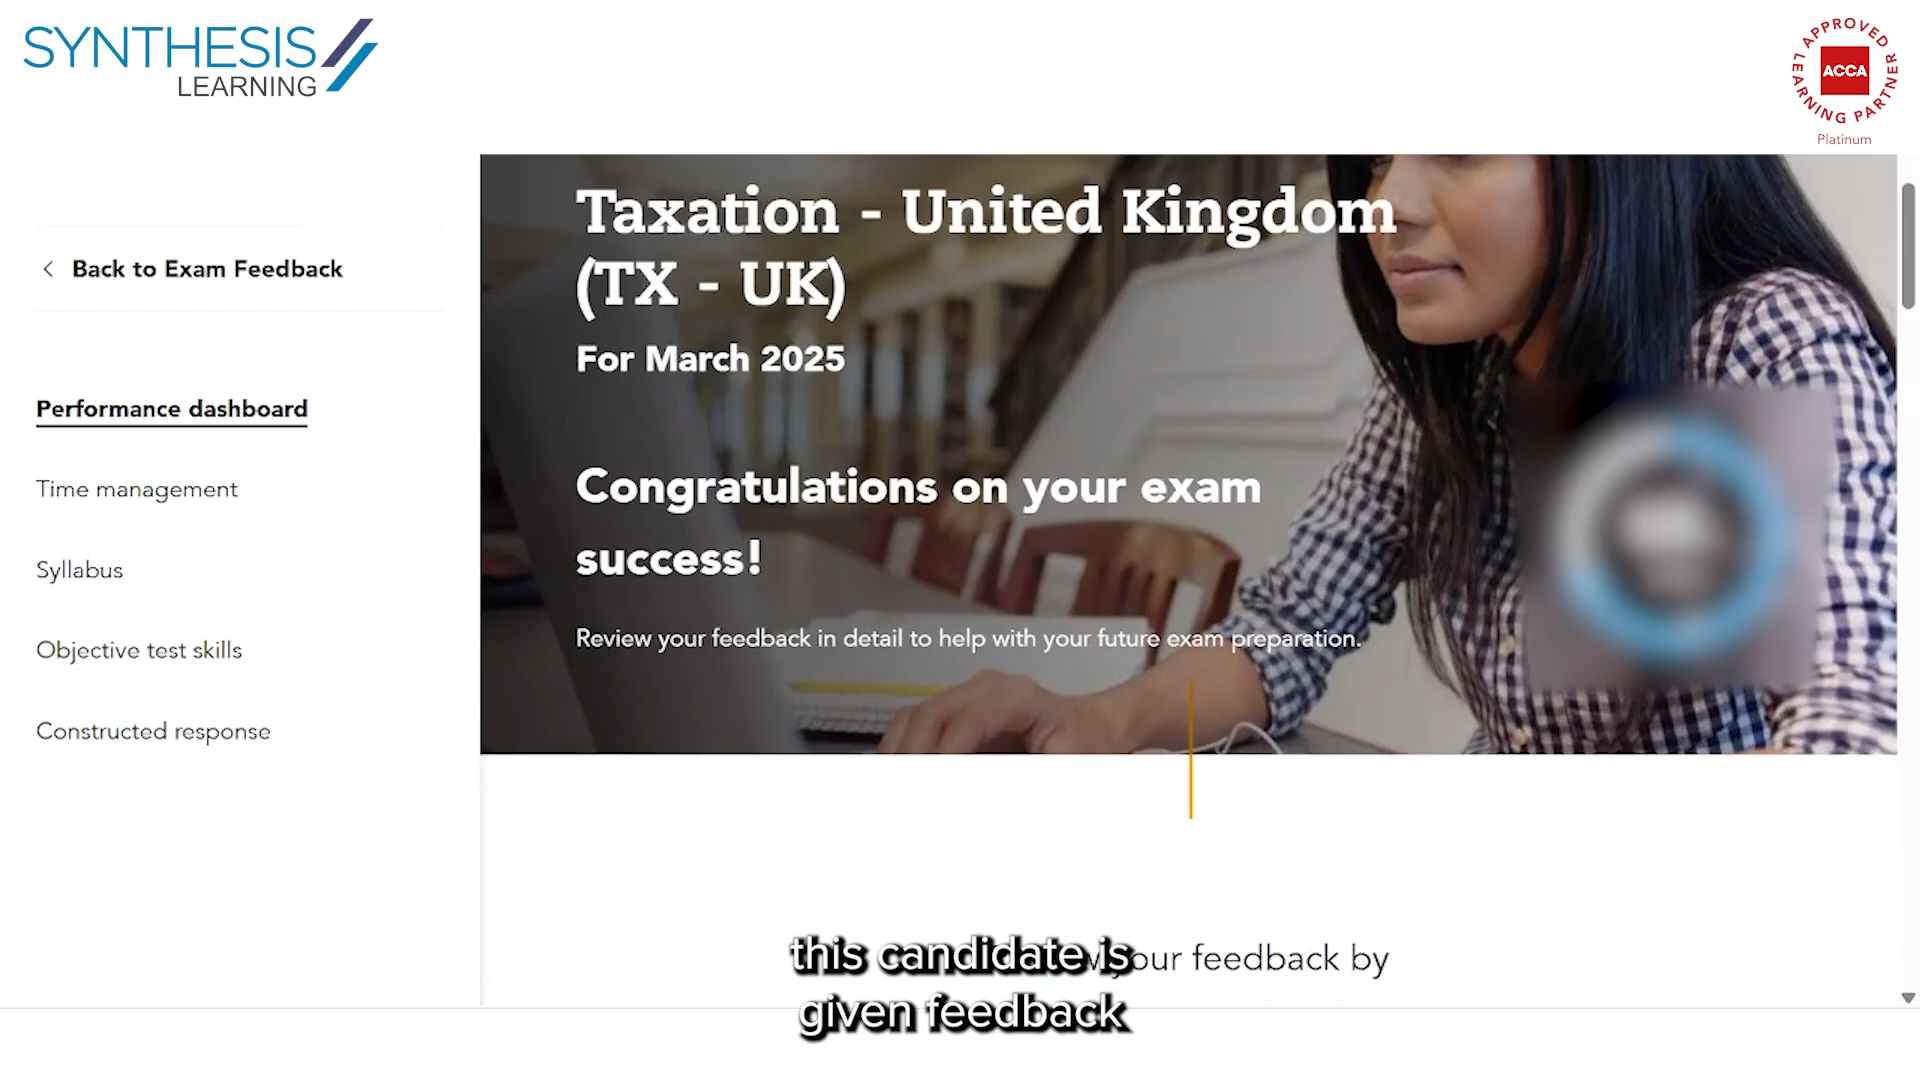 SYNTHESIS
LEARNING
APPROVED
LEARNING PARTNER
ACCA
Platinum
Back to Exam Feedback
Performance dashboard
Time management
Syllabus
Objective test skills
Constructed response
Taxation - United Kingdom
(TX - UK)
For March 2025
Congratulations on your exam
success!
Review your feedback in detail to help with your future exam preparation.
our feedback by
this candidate is
given feedback